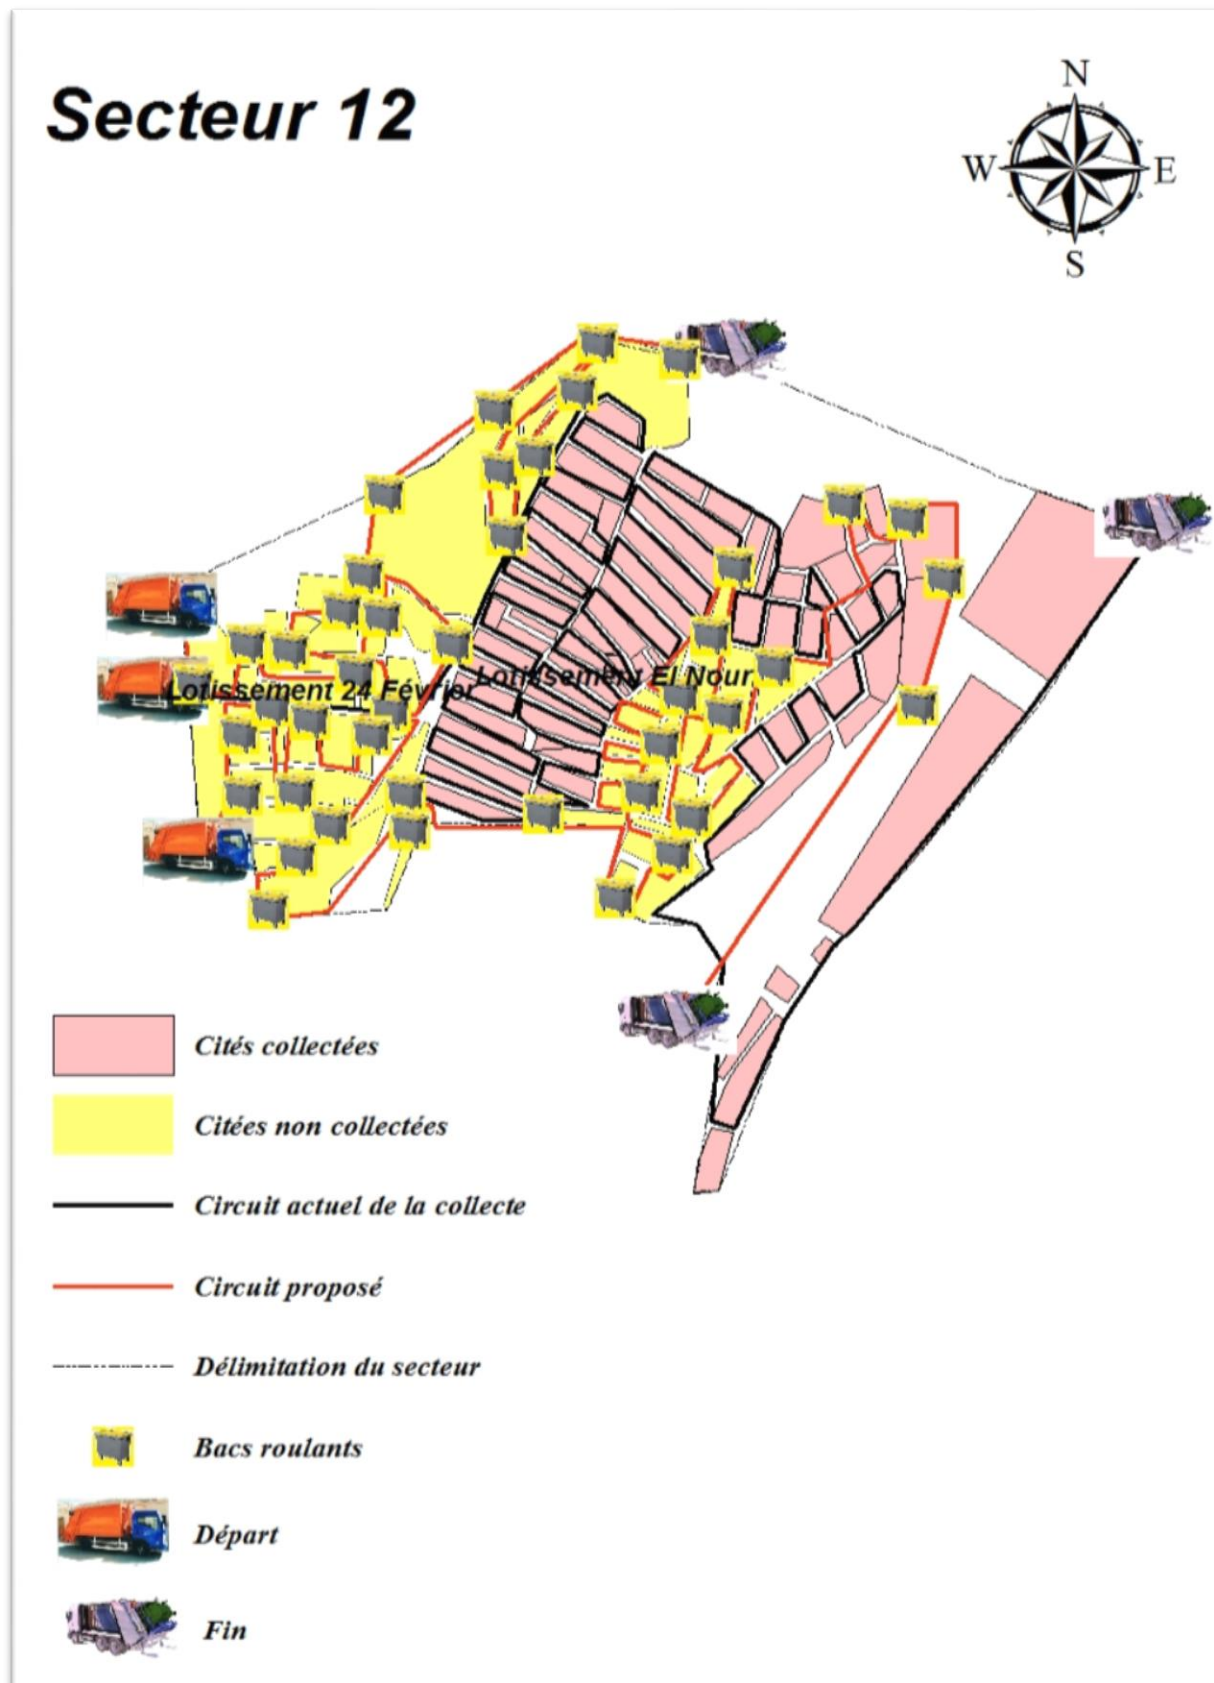 Secteur 12
N
W
E
S
Lotissement El Nour
Lotissement 24 Février
Cités collectées
Citées non collectées
Circuit actuel de la collecte
Circuit proposé
Délimitation du secteur
Bacs roulants
Départ
Fin